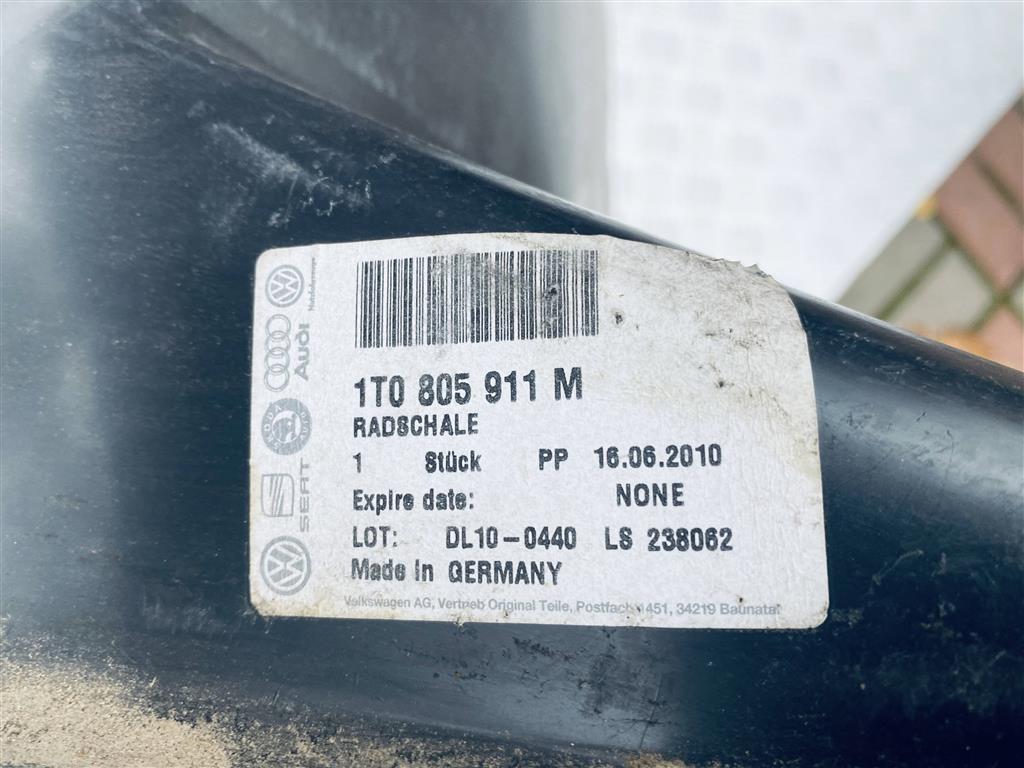 1T0 805 911 M
RADSCHALE
1 Stück PP 16.06.2010
Expire date: NONE
LOT: DL10-0440 LS 238062
Made in GERMANY
Volkswagen AG, Vertrieb Original Teile, Postfach 1451, 34219 Baunatal
Audi
SKODA
SEAT